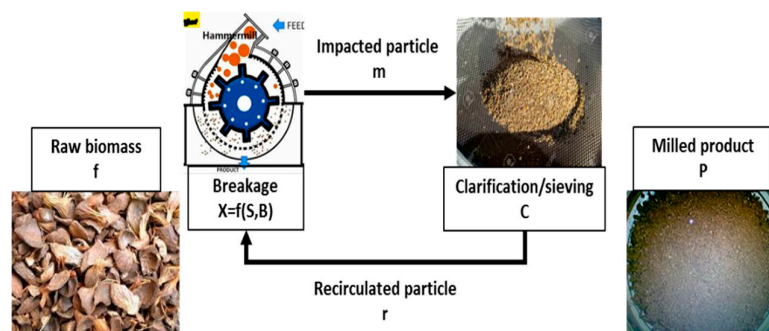 FEED
Hammermill
PRODUCT
Impacted particle
m
Raw biomass
f
Breakage
X=f(S,B)
Clarification/sieving
C
Milled product
P
Recirculated particle
r